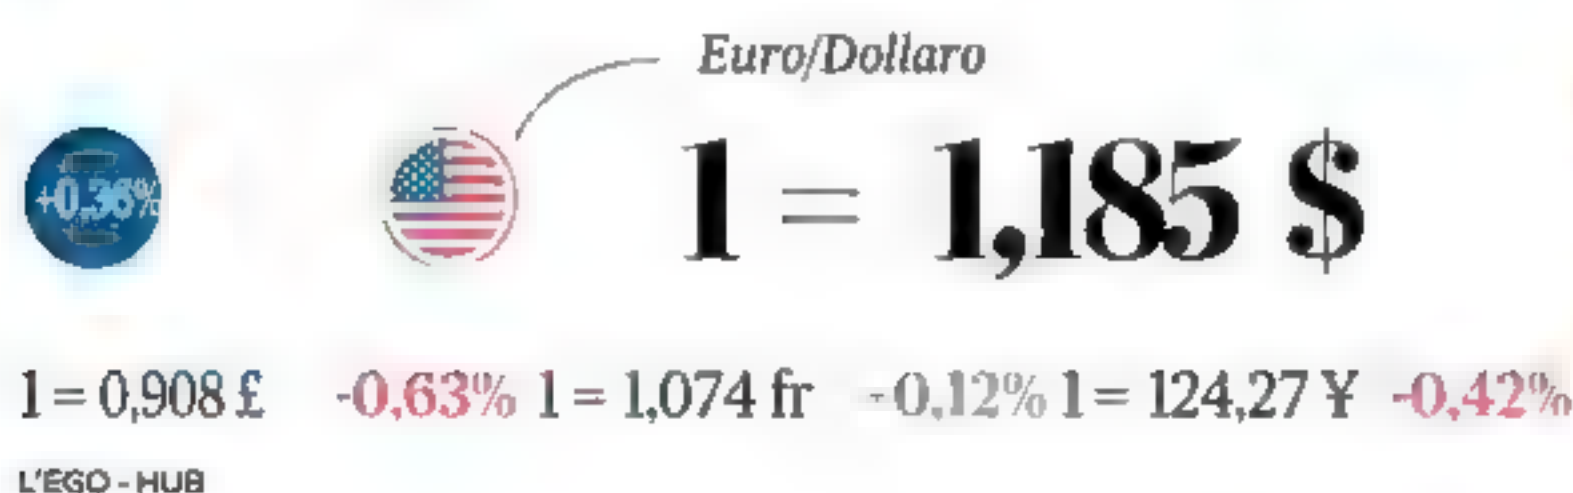 Euro/Dollaro
+0,36% 1 = 1,185 $
1 = 0,908 £ -0,63% 1 = 1,074 fr -0,12% 1 = 124,27 ¥ -0,42%
L'EGO - HUB